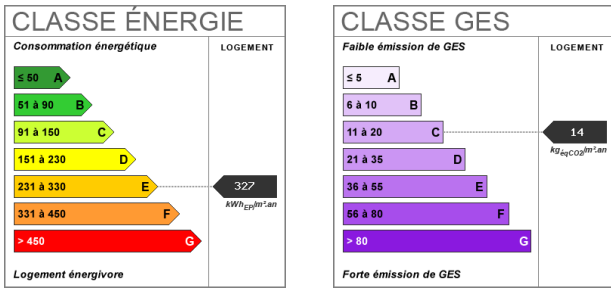 CLASSE ÉNERGIE
Consommation énergétique
LOGEMENT
≤ 50 A
51 à 90 B
91 à 150 C
151 à 230 D
231 à 330 E
327
kWhEP/m².an
331 à 450 F
> 450 G
Logement énergivore
CLASSE GES
Faible émission de GES
LOGEMENT
≤ 5 A
6 à 10 B
11 à 20 C
14
kgéqCO2/m².an
21 à 35 D
36 à 55 E
56 à 80 F
> 80 G
Forte émission de GES